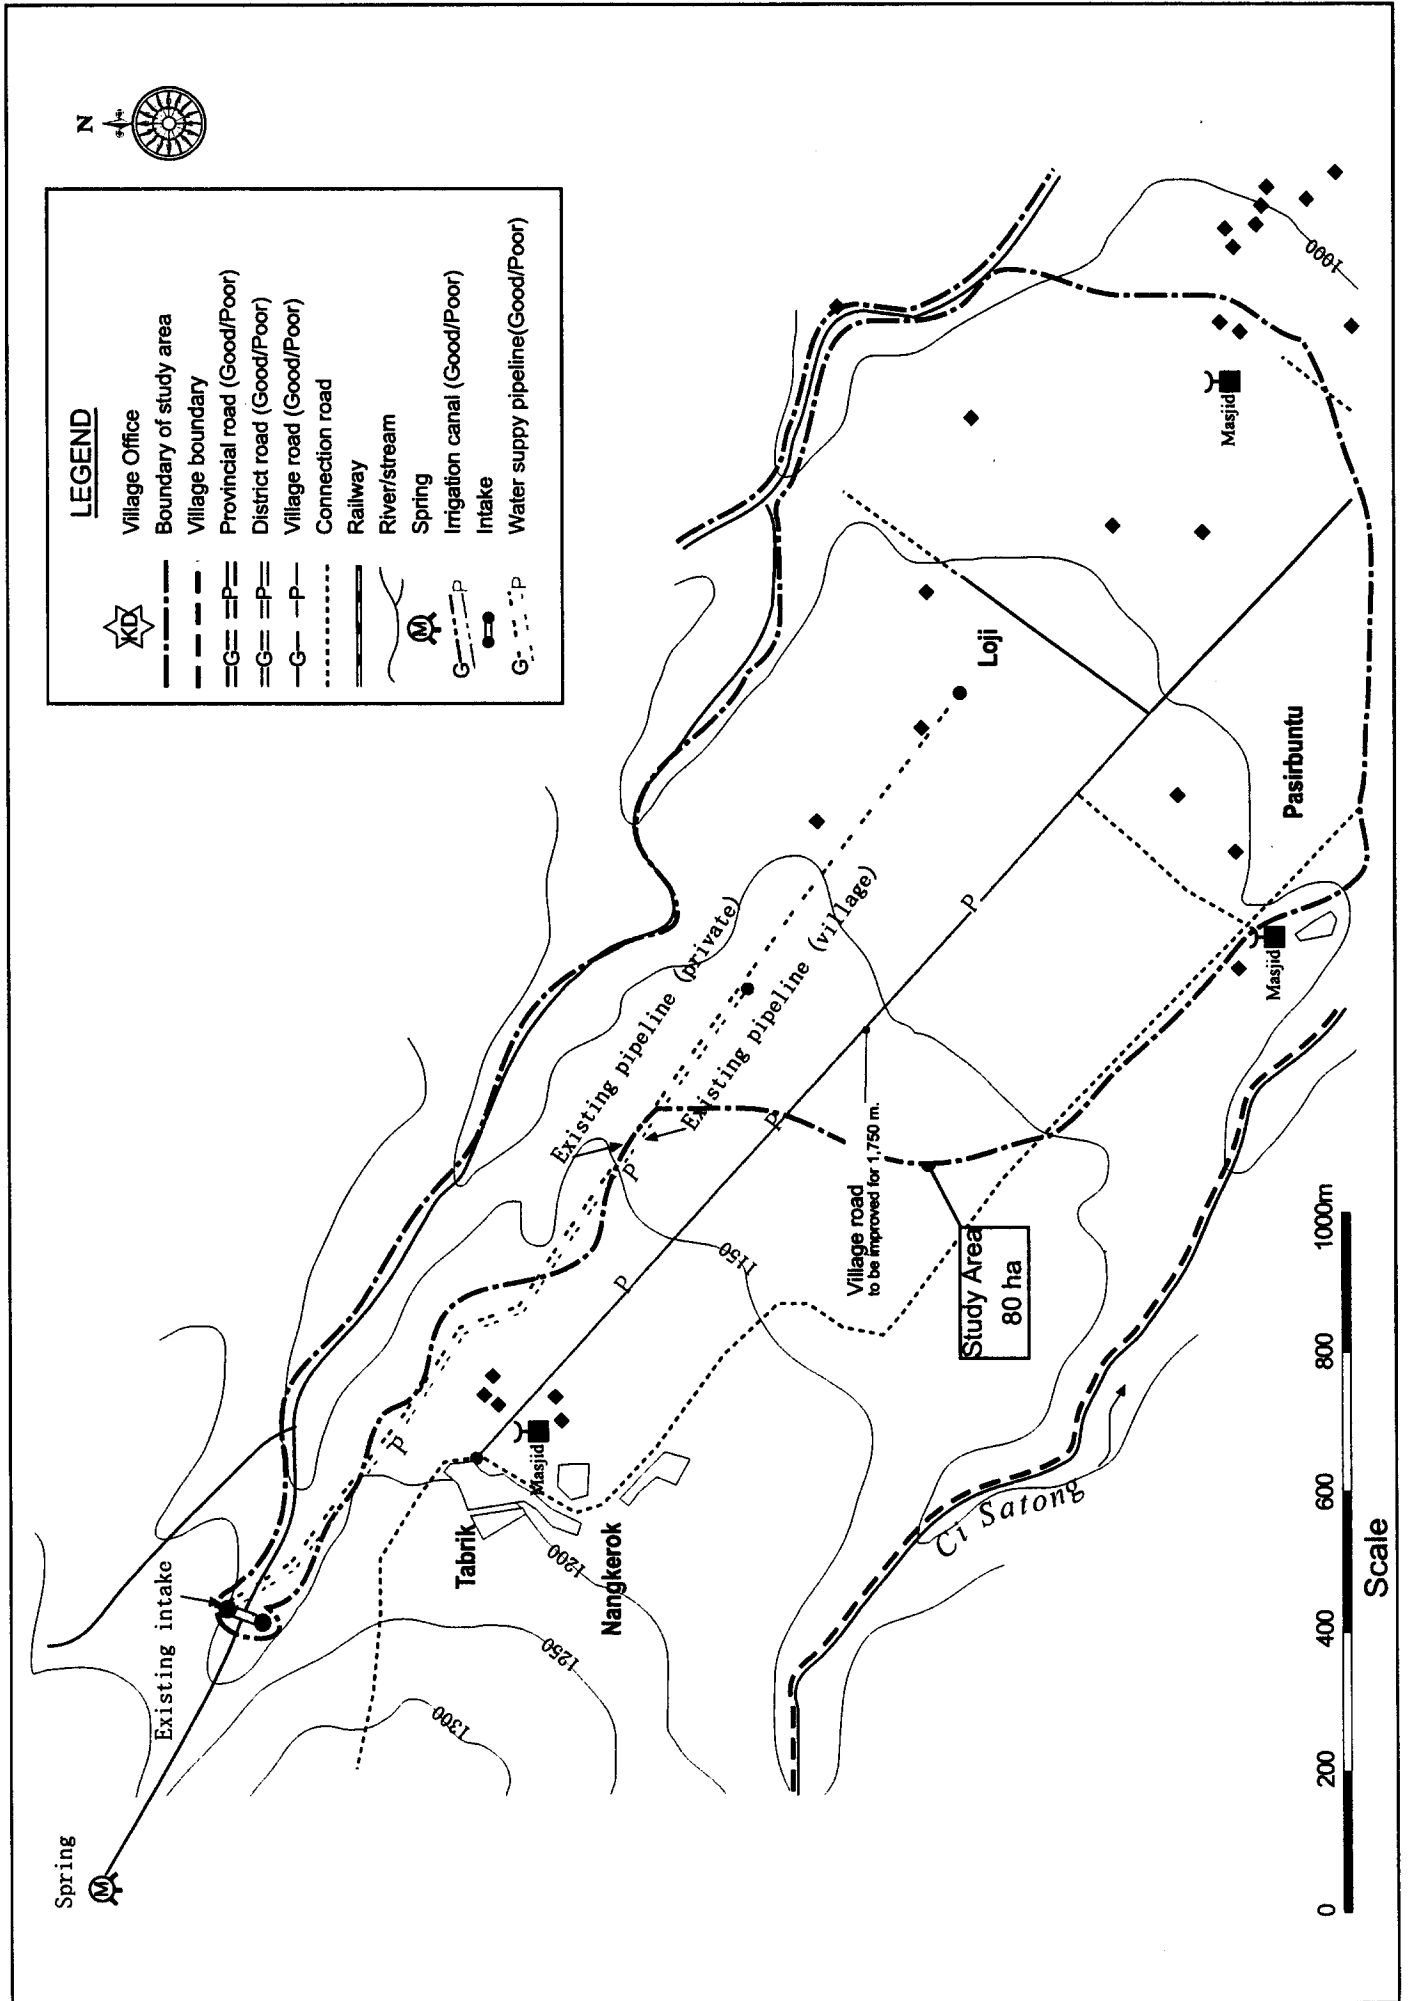 N
LEGEND
KD
Village Office
Boundary of study area
Village boundary
=G= =P= Provincial road (Good/Poor)
=G= =P= District road (Good/Poor)
—G— —P— Village road (Good/Poor)
Connection road
Railway
River/stream
M Spring
G P Irrigation canal (Good/Poor)
Intake
G P Water suppy pipeline(Good/Poor)
Spring
M
Existing intake
P
Tabrik
Masjid
Nangkerok
1200
1250
1300
P
Existing pipeline (private)
Existing pipeline (village)
P
P
P
1150
Village road
to be improved for 1,750 m.
Study Area
80 ha
Loji
Pasirbuntu
Masjid
Masjid
1000
Ci Satong
0 200 400 600 800 1000m
Scale